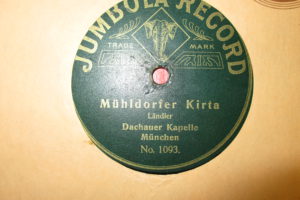 JUMBOLA RECORD
TRADE MARK
Mühldorfer Kirta
Ländler
Dachauer Kapelle
München
No. 1093.